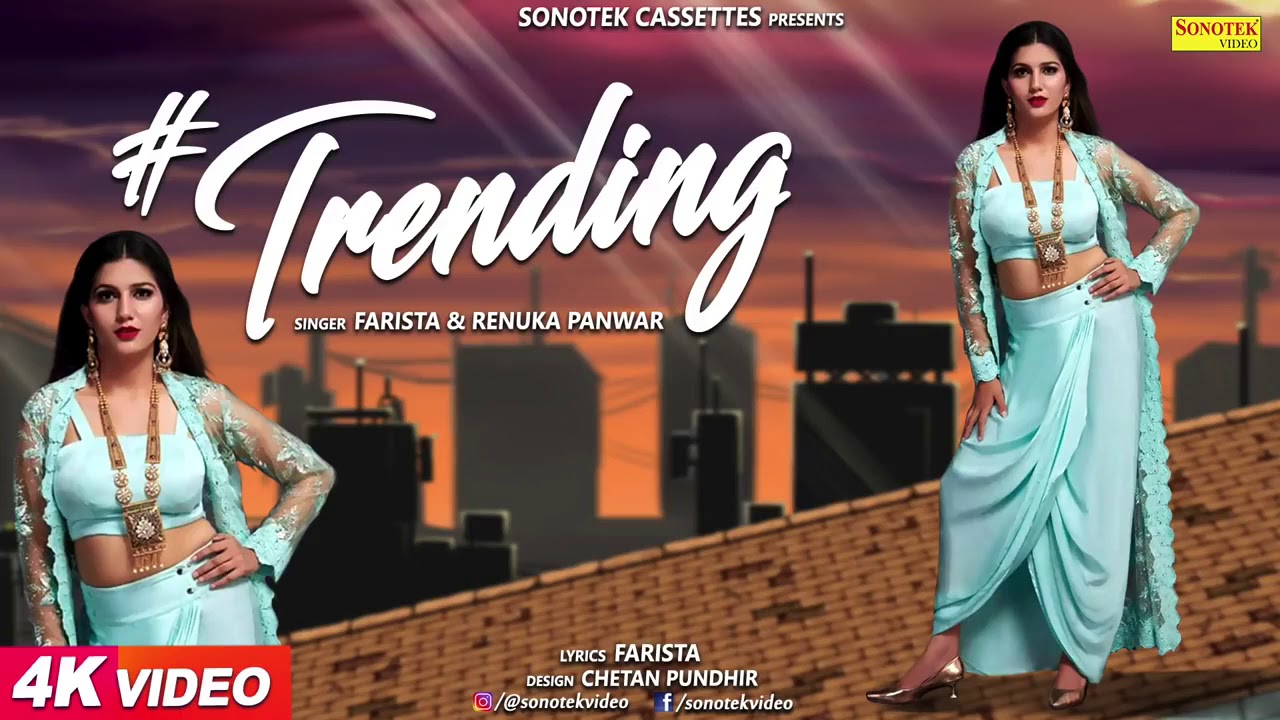 SONOTEK CASSETTES PRESENTS
SONOTEK
VIDEO
#Trending
SINGER FARISTA & RENUKA PANWAR
4K VIDEO
LYRICS FARISTA
DESIGN CHETAN PUNDHIR
/@sonotekvideo f/sonotekvideo